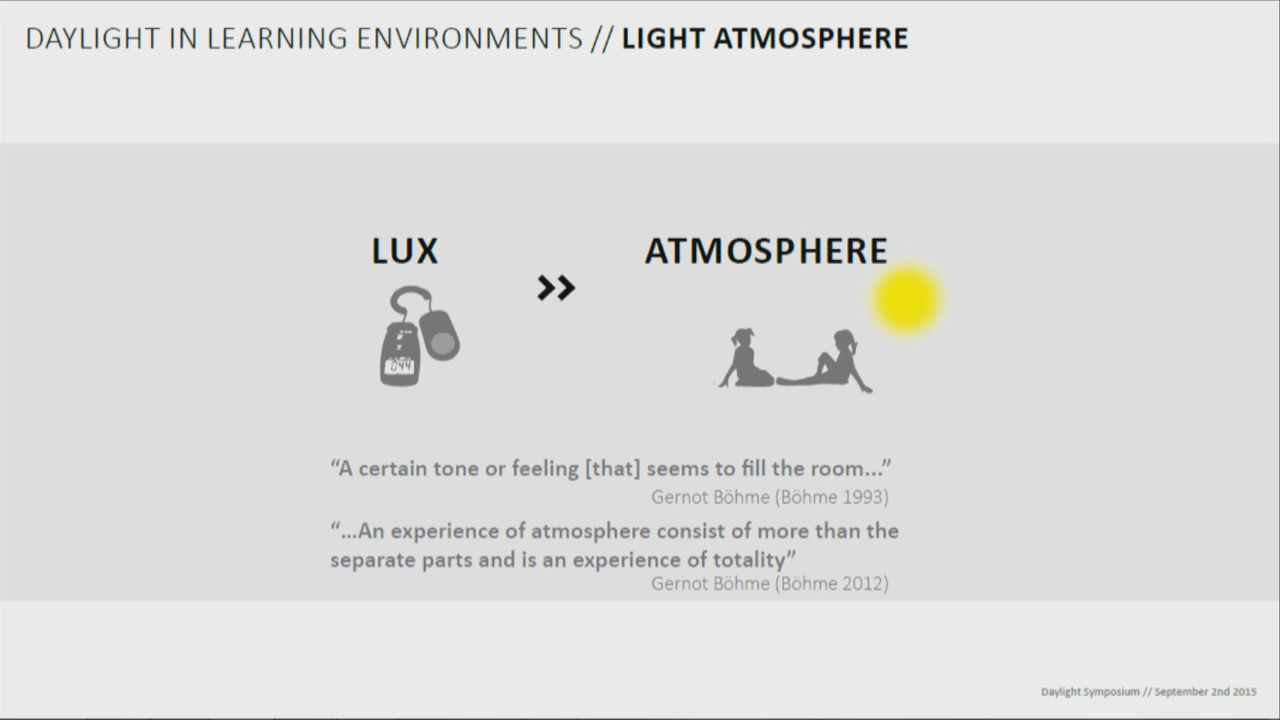 DAYLIGHT IN LEARNING ENVIRONMENTS // LIGHT ATMOSPHERE
LUX
ATMOSPHERE
044
“A certain tone or feeling [that] seems to fill the room...”
Gernot Böhme (Böhme 1993)
“...An experience of atmosphere consist of more than the
separate parts and is an experience of totality”
Gernot Böhme (Böhme 2012)
Daylight Symposium // September 2nd 2015